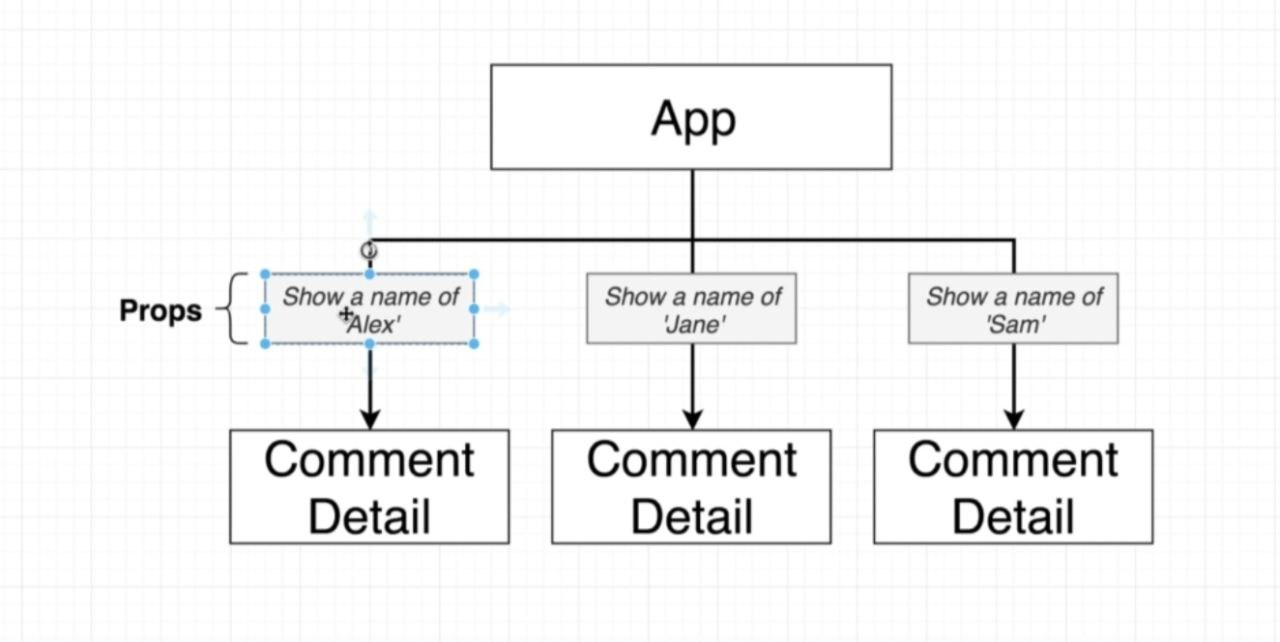 App
Props
Show a name of
'Alex'
Show a name of
'Jane'
Show a name of
'Sam'
Comment
Detail
Comment
Detail
Comment
Detail